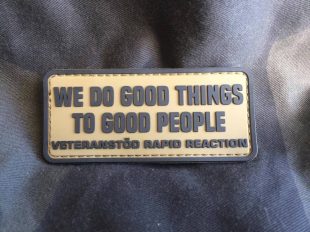 WE DO GOOD THINGS
TO GOOD PEOPLE
VETERANSTÖD RAPID REACTION